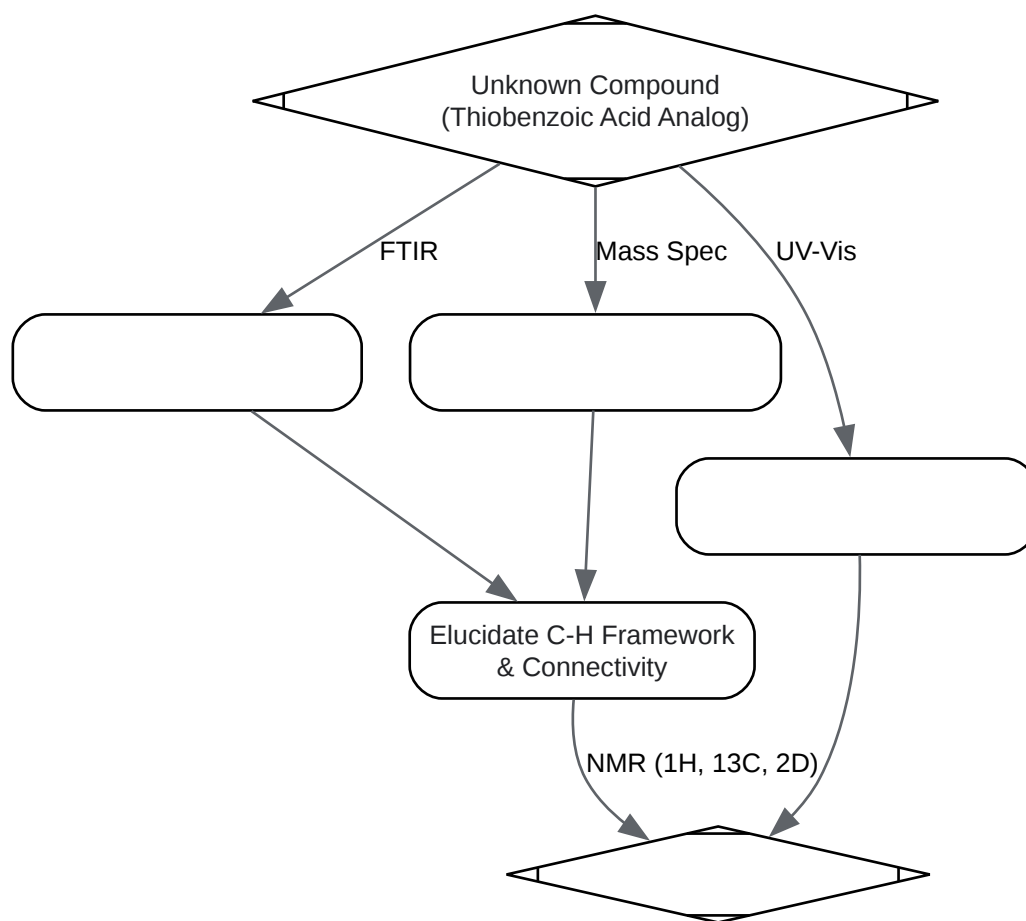 Unknown Compound
(Thiobenzoic Acid Analog)
FTIR
Mass Spec
UV-Vis
Elucidate C-H Framework
& Connectivity
NMR (1H, 13C, 2D)